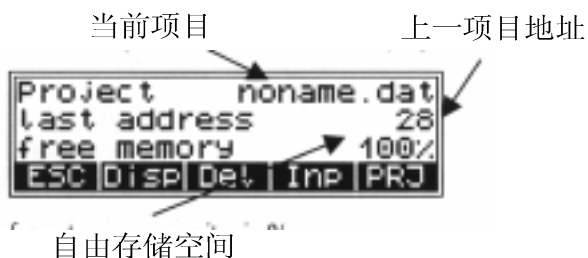 当前项目 上一项目地址
Project noname.dat
last address 28
free memory 100%
ESC Disp Del Inp PRJ
自由存储空间